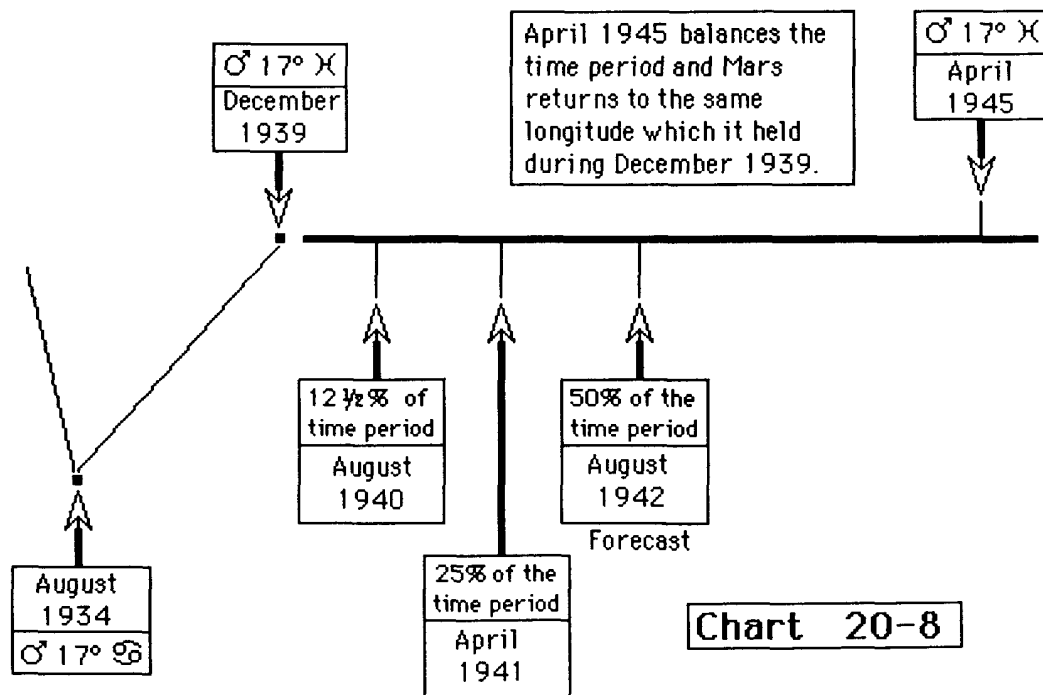 ♂ 17° ♓
December
1939
April 1945 balances the
time period and Mars
returns to the same
longitude which it held
during December 1939.
♂ 17° ♓
April
1945
12 ½% of
time period
August
1940
50% of the
time period
August
1942
Forecast
August
1934
♂ 17° ♋
25% of the
time period
April
1941
Chart 20-8